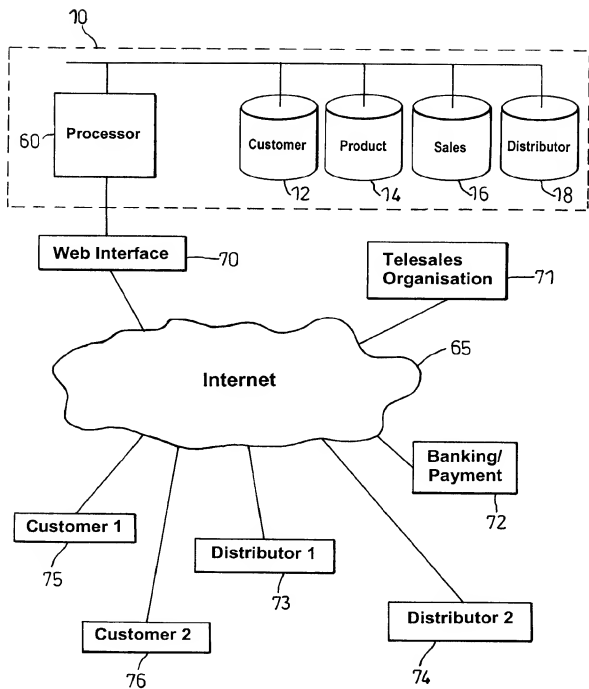 10
60
Processor
Customer
Product
Sales
Distributor
12
14
16
18
Web Interface
70
Telesales
Organisation
71
65
Internet
Banking/
Payment
72
Customer 1
75
Distributor 1
73
Customer 2
76
Distributor 2
74